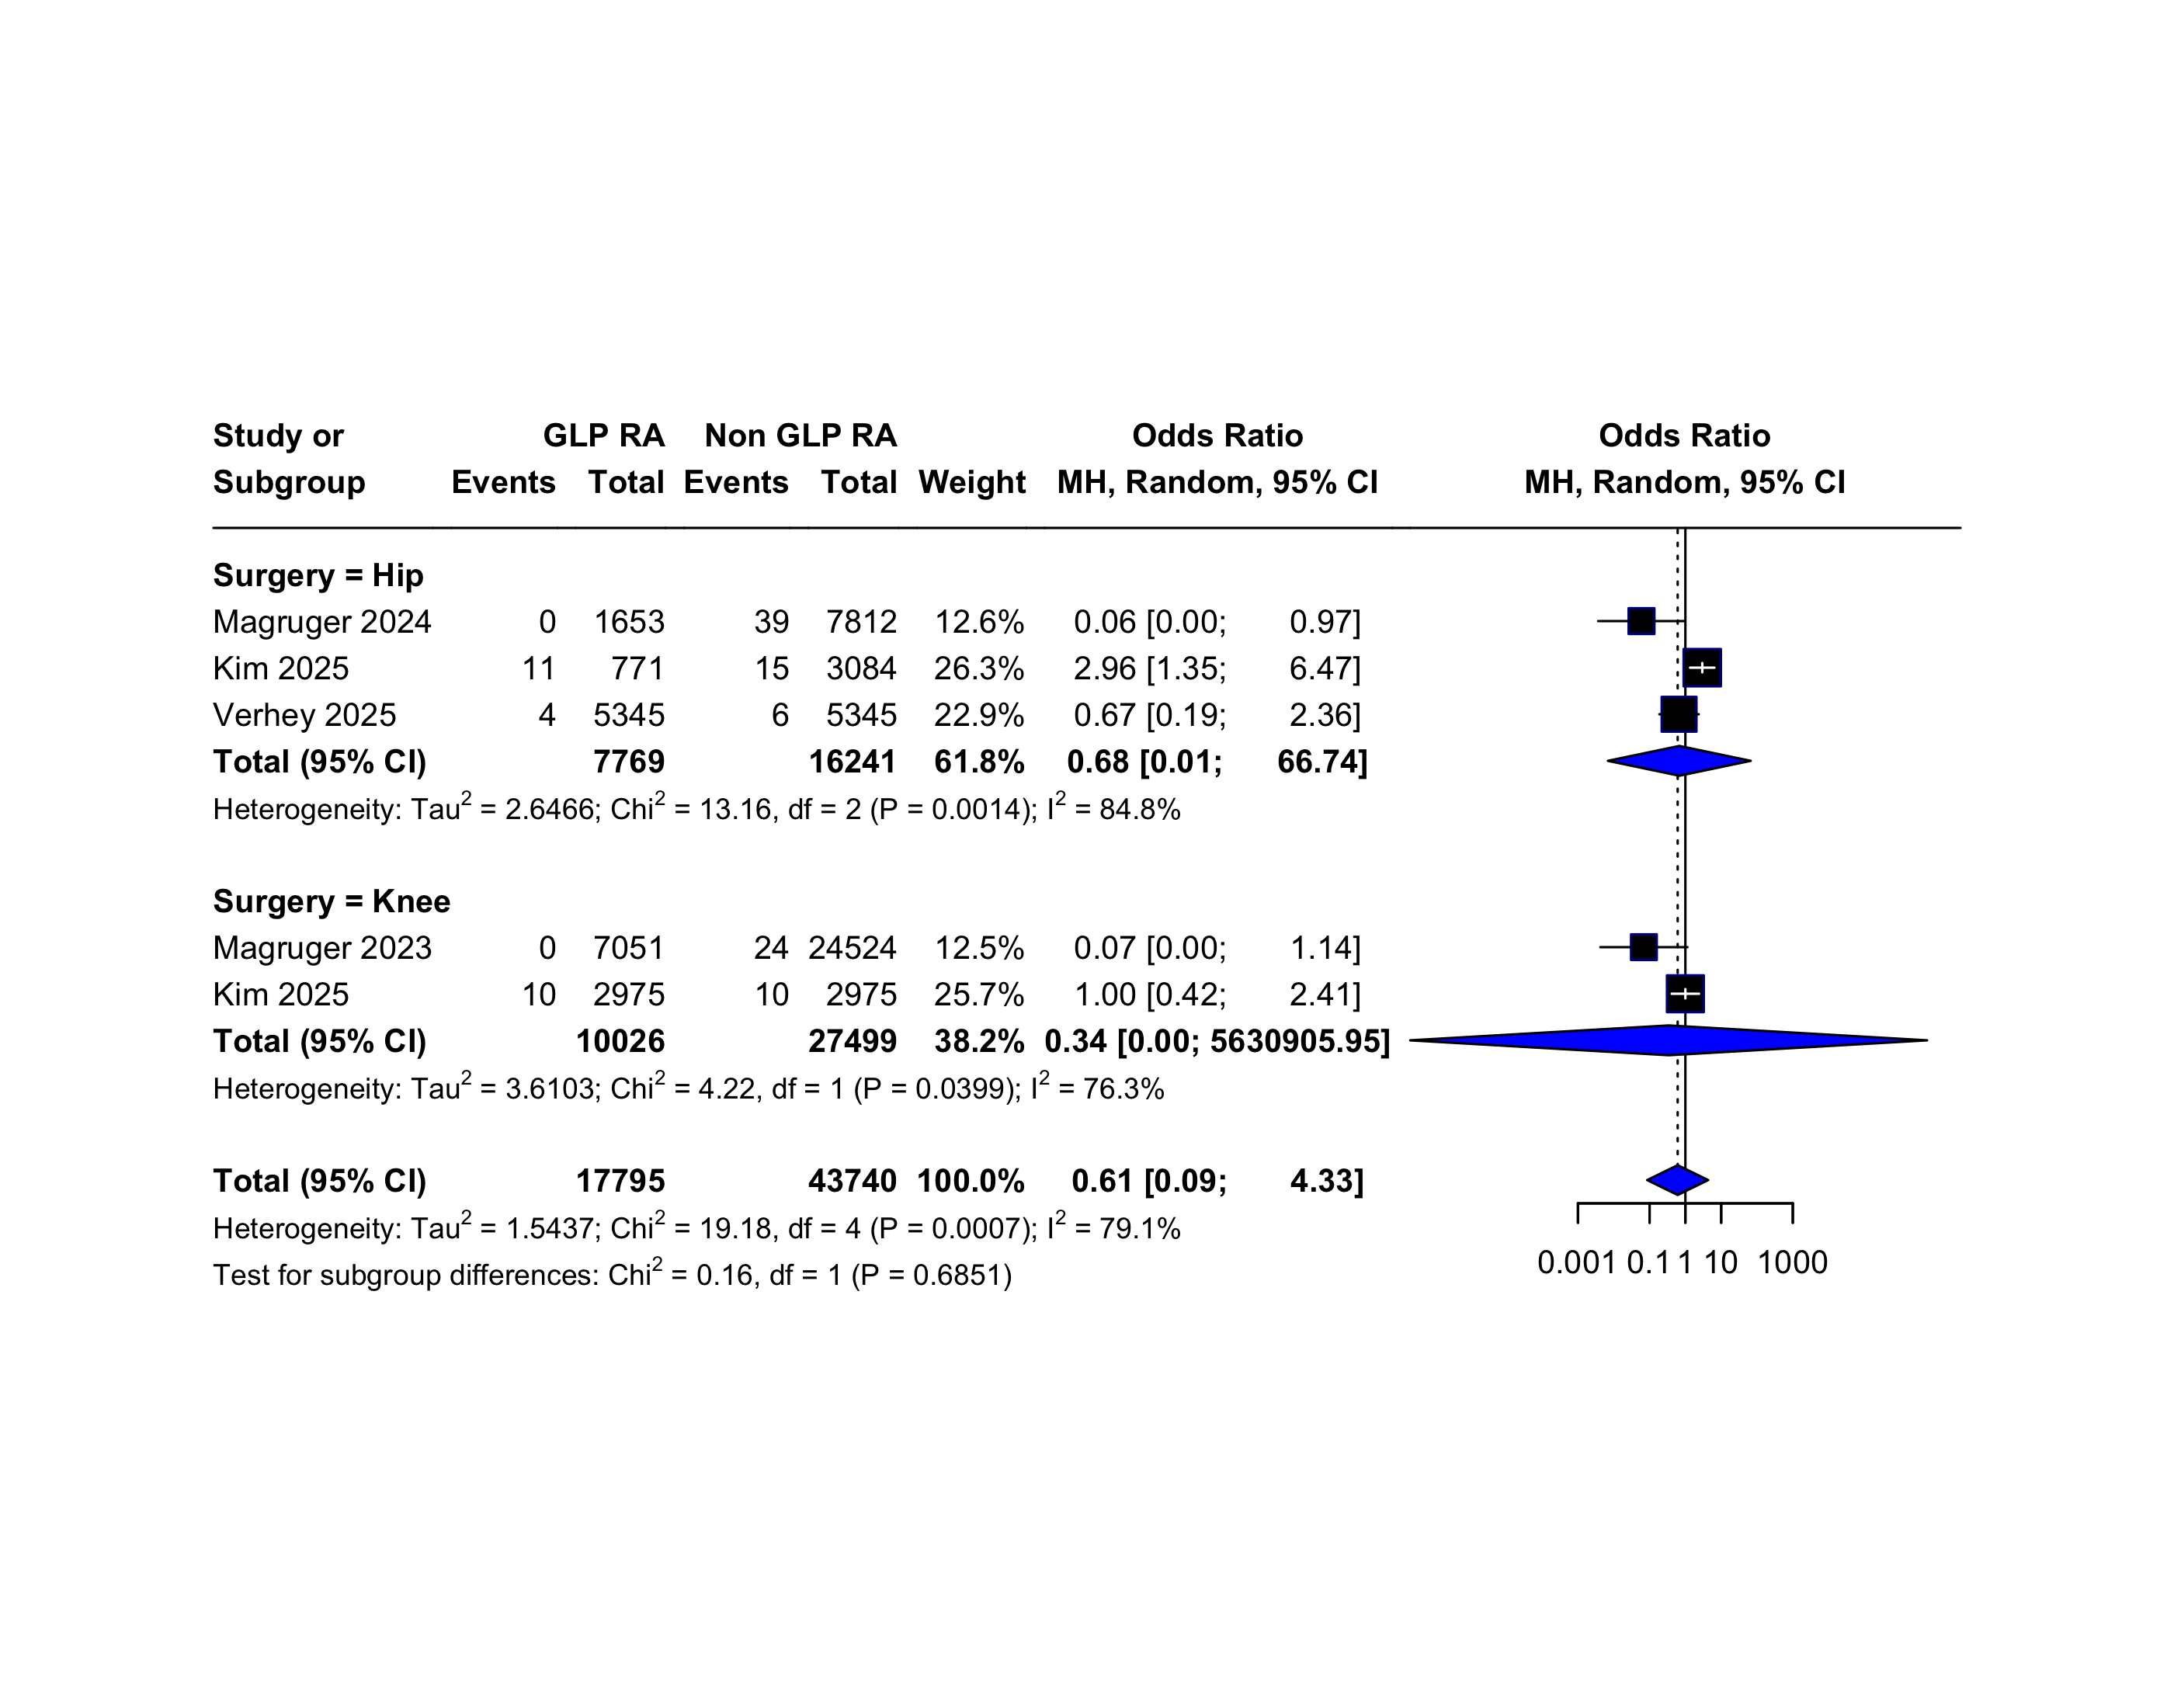 Study or GLP RA Non GLP RA Odds Ratio Odds Ratio
Subgroup Events Total Events Total Weight MH, Random, 95% CI MH, Random, 95% CI
Surgery = Hip
Magruger 2024 0 1653 39 7812 12.6% 0.06 [0.00; 0.97]
Kim 2025 11 771 15 3084 26.3% 2.96 [1.35; 6.47]
Verhey 2025 4 5345 6 5345 22.9% 0.67 [0.19; 2.36]
Total (95% CI) 7769 16241 61.8% 0.68 [0.01; 66.74]
Heterogeneity: Tau² = 2.6466; Chi² = 13.16, df = 2 (P = 0.0014); I² = 84.8%
Surgery = Knee
Magruger 2023 0 7051 24 24524 12.5% 0.07 [0.00; 1.14]
Kim 2025 10 2975 10 2975 25.7% 1.00 [0.42; 2.41]
Total (95% CI) 10026 27499 38.2% 0.34 [0.00; 5630905.95]
Heterogeneity: Tau² = 3.6103; Chi² = 4.22, df = 1 (P = 0.0399); I² = 76.3%
Total (95% CI) 17795 43740 100.0% 0.61 [0.09; 4.33]
Heterogeneity: Tau² = 1.5437; Chi² = 19.18, df = 4 (P = 0.0007); I² = 79.1%
Test for subgroup differences: Chi² = 0.16, df = 1 (P = 0.6851)
0.001 0.1 1 10 1000